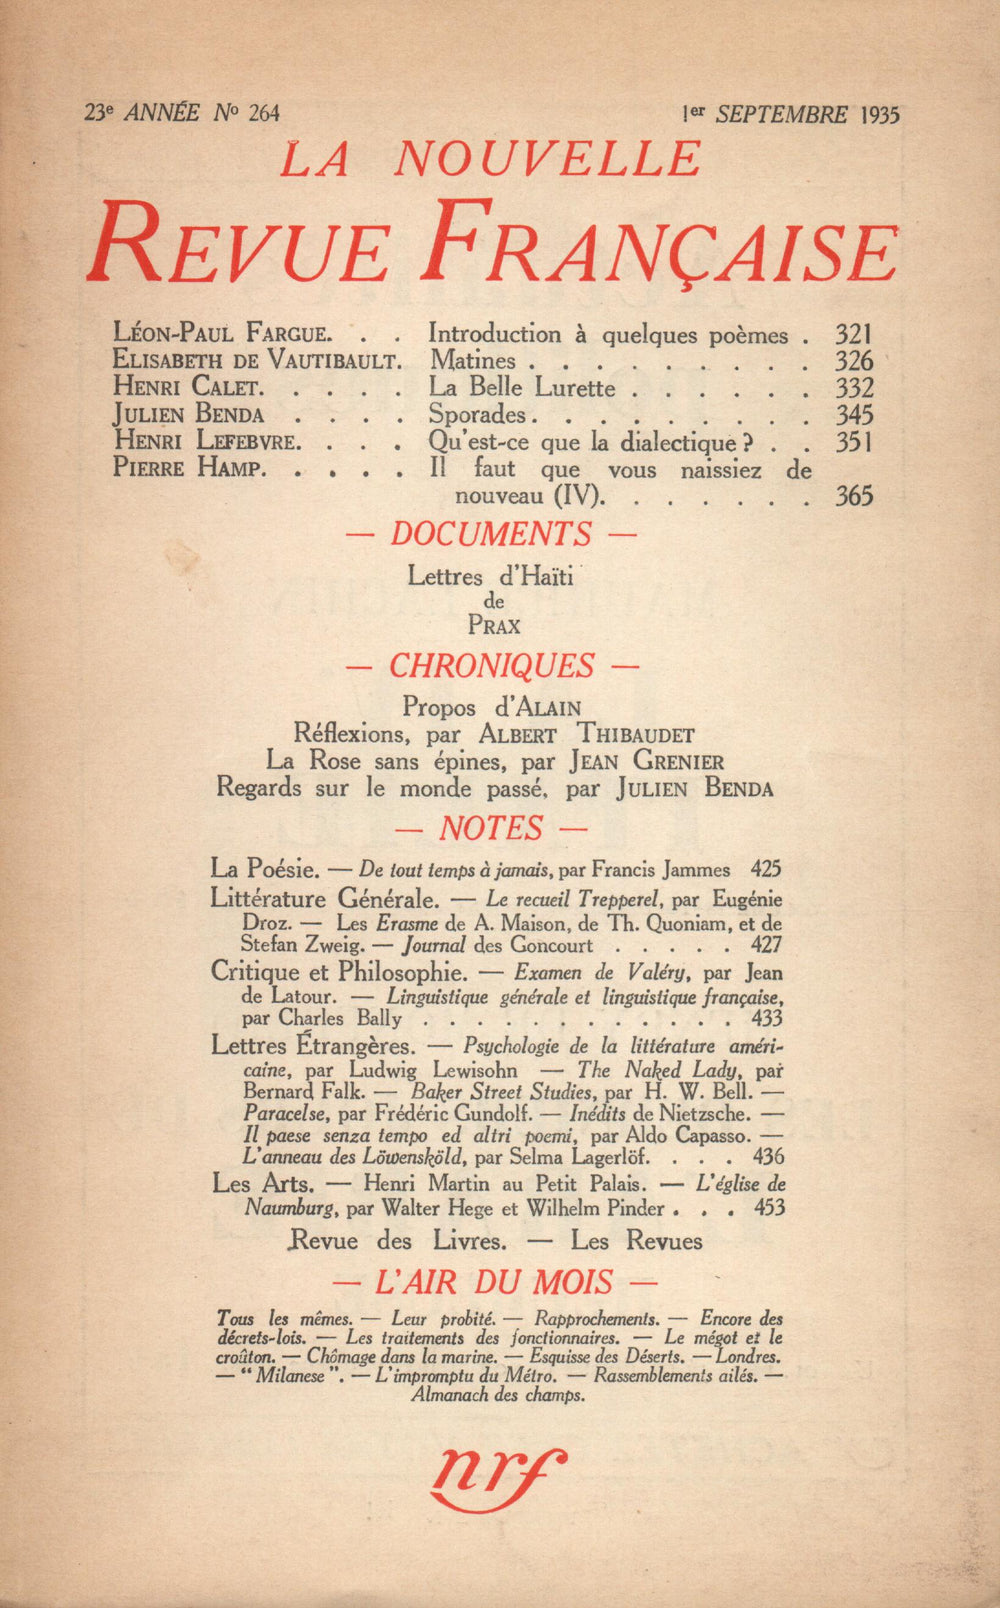 23e ANNÉE No 264
1er SEPTEMBRE 1935
LA NOUVELLE
REVUE FRANÇAISE
LÉON-PAUL FARGUE. . . Introduction à quelques poèmes . 321
ELISABETH DE VAUTIBAULT. Matines . . . . . . . . . 326
HENRI CALET. . . . . . La Belle Lurette . . . . . . 332
JULIEN BENDA . . . . Sporades. . . . . . . . . 345
HENRI LEFEBVRE. . . . Qu'est-ce que la dialectique ? . . 351
PIERRE HAMP. . . . . . Il faut que vous naissiez de
nouveau (IV). . . . . . . 365
— DOCUMENTS —
Lettres d'Haïti
de
PRAX
— CHRONIQUES —
Propos d'ALAIN
Réflexions, par ALBERT THIBAUDET
La Rose sans épines, par JEAN GRENIER
Regards sur le monde passé, par JULIEN BENDA
— NOTES —
La Poésie. — De tout temps à jamais, par Francis Jammes 425
Littérature Générale. — Le recueil Trepperel, par Eugénie
Droz. — Les Erasme de A. Maison, de Th. Quoniam, et de
Stefan Zweig. — Journal des Goncourt . . . . . 427
Critique et Philosophie. — Examen de Valéry, par Jean
de Latour. — Linguistique générale et linguistique française,
par Charles Bally . . . . . . . . . . . . 433
Lettres Étrangères. — Psychologie de la littérature améri-
caine, par Ludwig Lewisohn — The Naked Lady, par
Bernard Falk. — Baker Street Studies, par H. W. Bell. —
Paracelse, par Frédéric Gundolf. — Inédits de Nietzsche. —
Il paese senza tempo ed altri poemi, par Aldo Capasso. —
L'anneau des Löwensköld, par Selma Lagerlöf. . . . 436
Les Arts. — Henri Martin au Petit Palais. — L'église de
Naumburg, par Walter Hege et Wilhelm Pinder . . . 453
Revue des Livres. — Les Revues
— L'AIR DU MOIS —
Tous les mêmes. — Leur probité. — Rapprochements. — Encore des
décrets-lois. — Les traitements des fonctionnaires. — Le mégot et le
croûton. — Chômage dans la marine. — Esquisse des Déserts. — Londres.
— " Milanese ". — L'impromptu du Métro. — Rassemblements ailés. —
Almanach des champs.
nrf